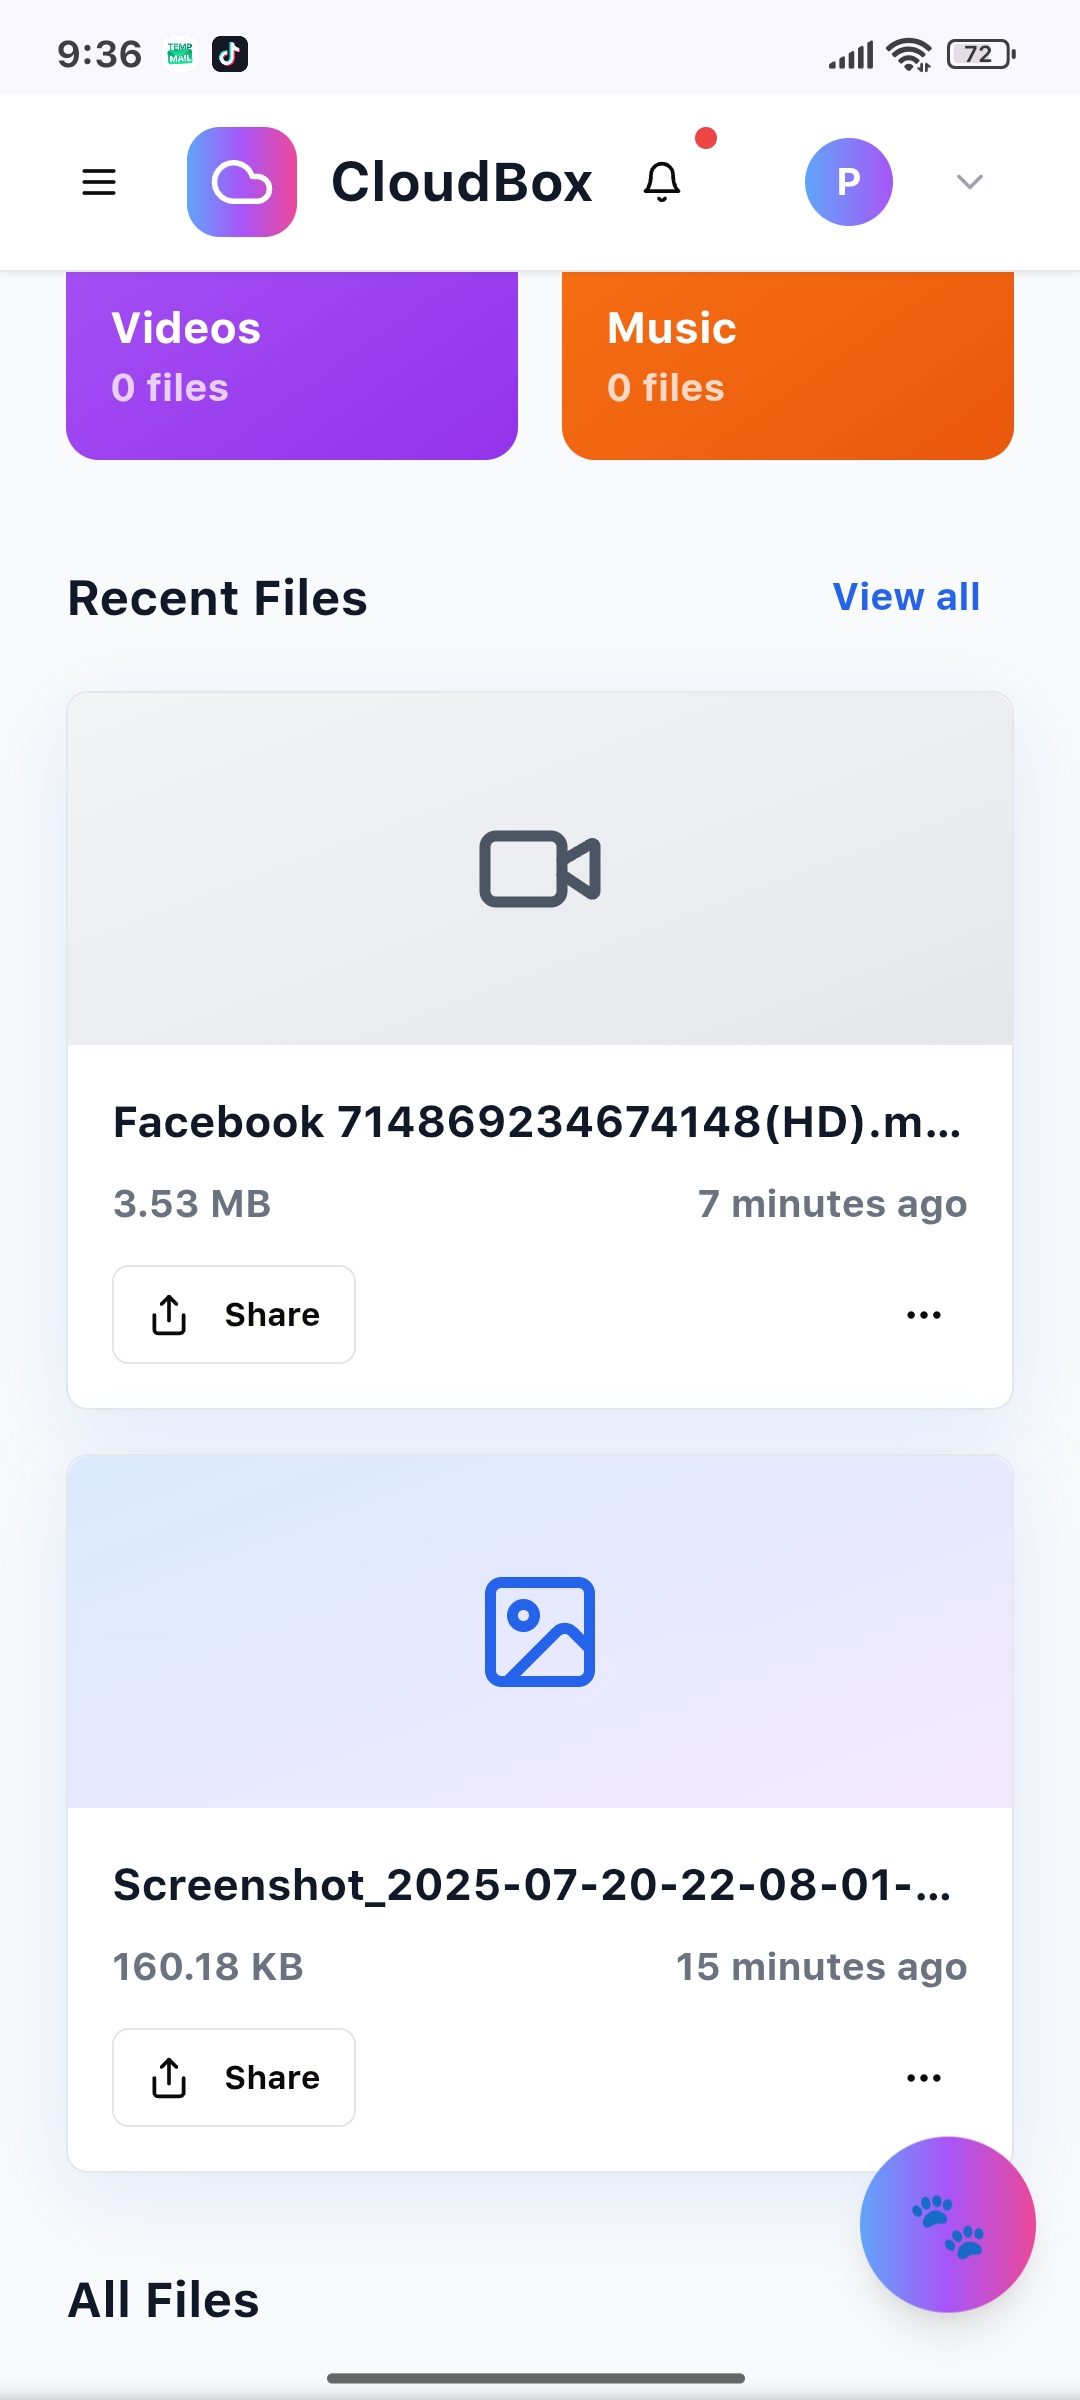 9:36
TEMP
MAIL
72
CloudBox
P
Videos
0 files
Music
0 files
Recent Files
View all
Facebook 714869234674148(HD).m...
3.53 MB
7 minutes ago
Share
Screenshot_2025-07-20-22-08-01-...
160.18 KB
15 minutes ago
Share
All Files